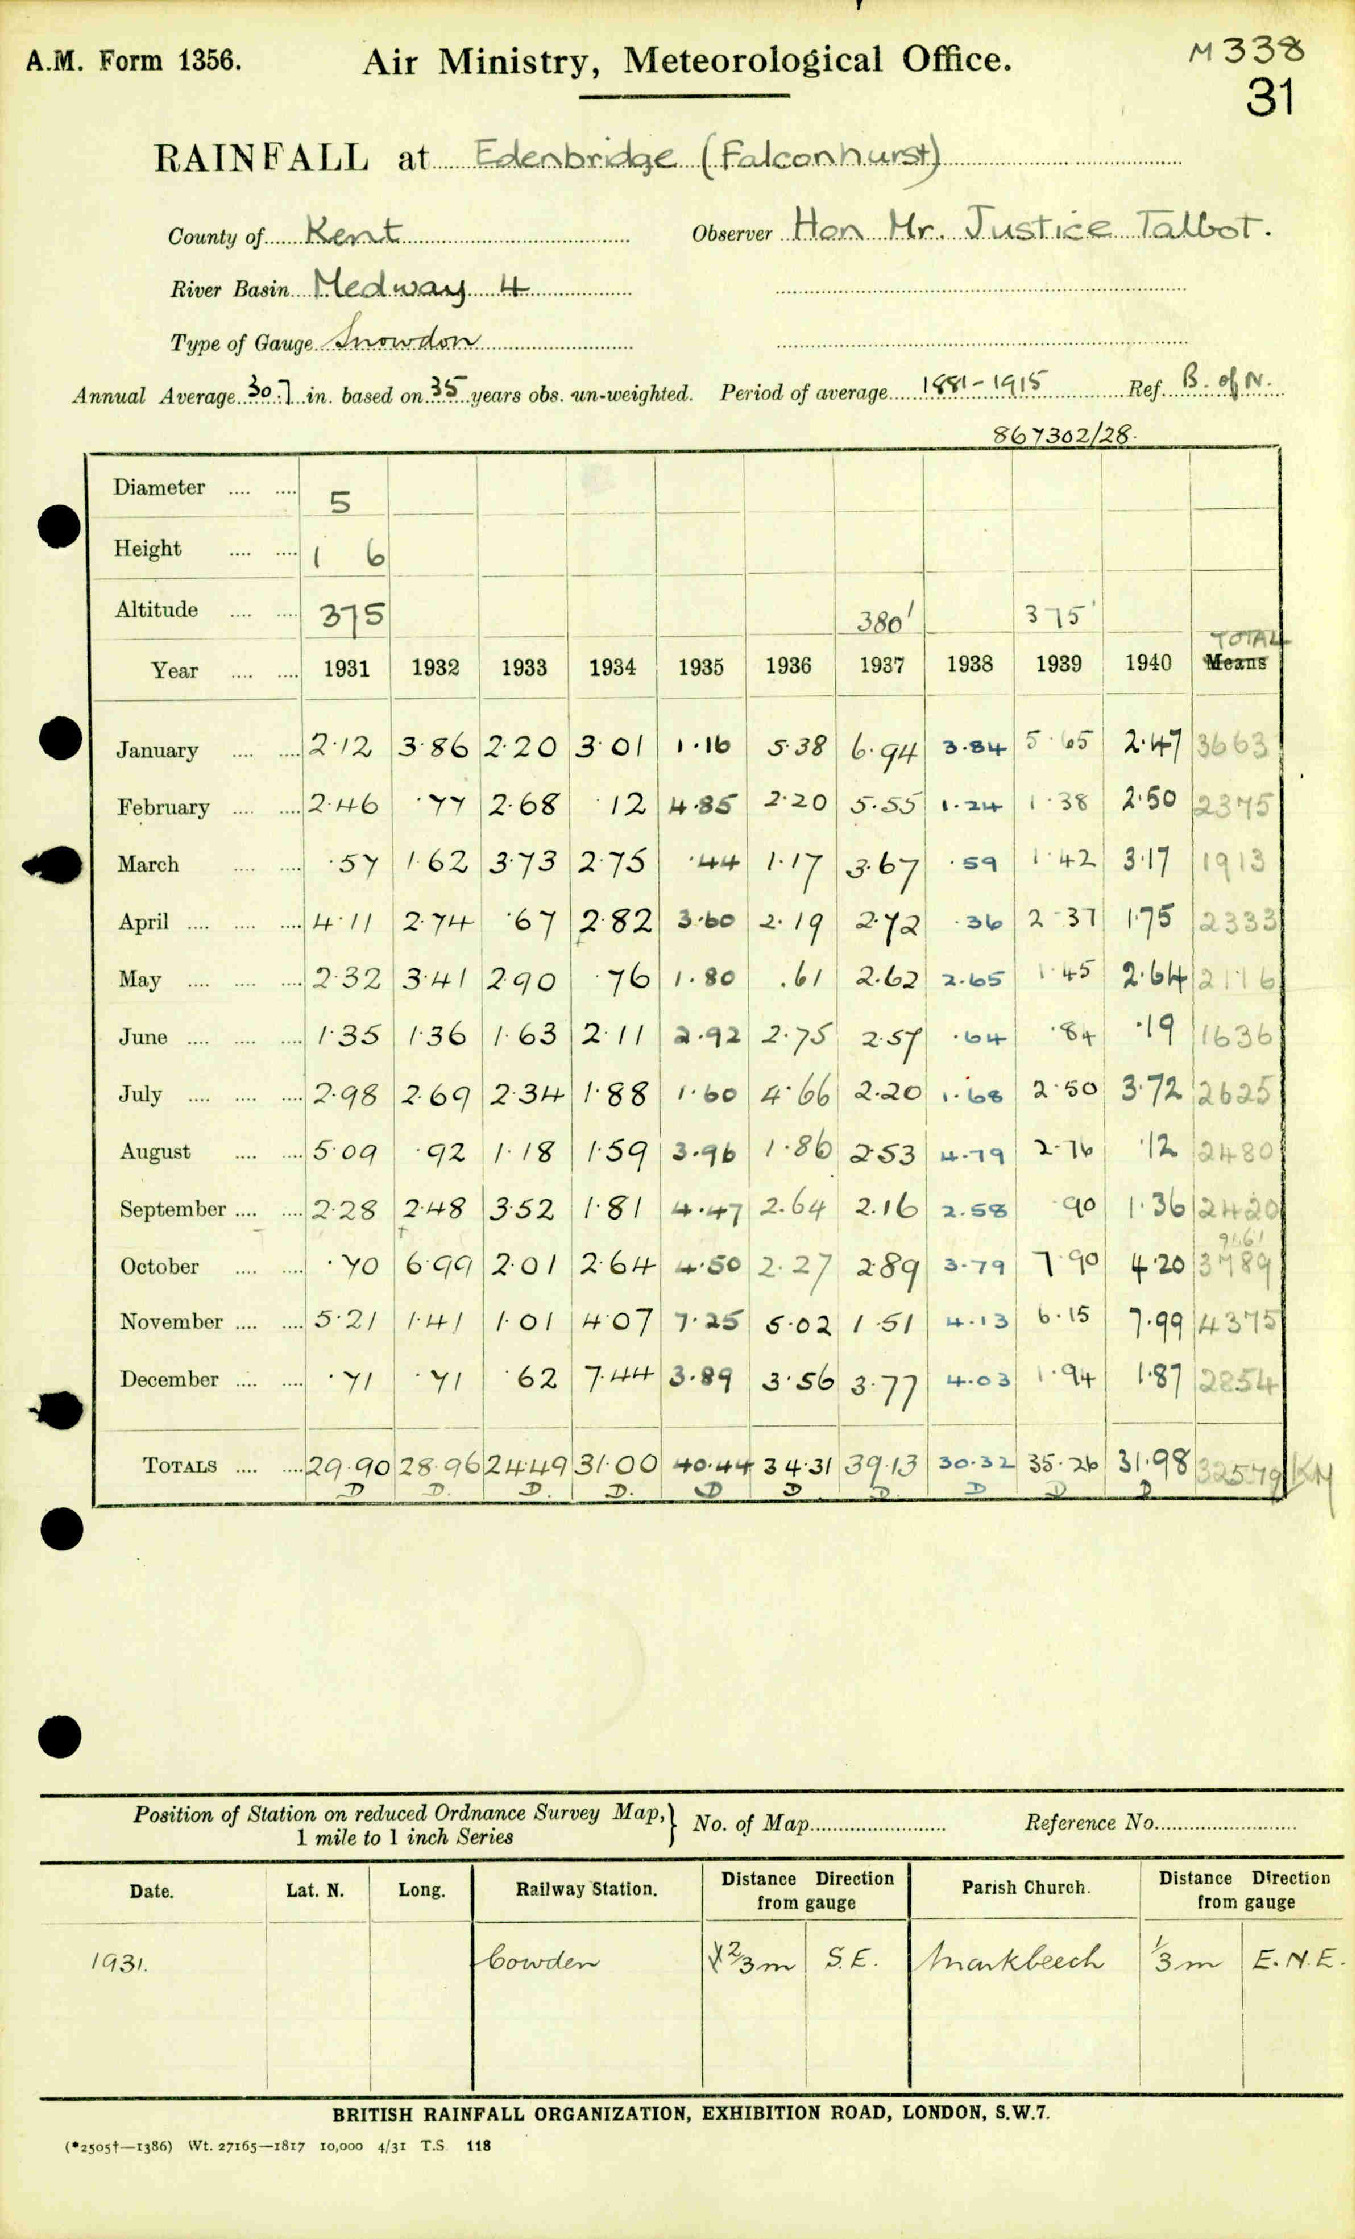 A.M. Form 1356. Air Ministry, Meteorological Office. M 338
31
RAINFALL at Edenbridge (Falconhurst)
County of Kent Observer Hon Mr. Justice Talbot.
River Basin Medway 4
Type of Gauge Snowdon
Annual Average 30.7 in. based on 35 years obs. un-weighted. Period of average 1881-1915 Ref. B. of N.
867302/28.
Diameter .... .... 5
Height .... .... 1 6
Altitude .... .... 375 380' 375'
TOTAL
Year .... .... 1931 1932 1933 1934 1935 1936 1937 1938 1939 1940 Means
January .... .... 2.12 3.86 2.20 3.01 1.16 5.38 6.94 3.84 5.65 2.47 3663
February .... .... 2.46 .77 2.68 .12 4.85 2.20 5.55 1.24 1.38 2.50 2375
March .... .... .57 1.62 3.73 2.75 .44 1.17 3.67 .59 1.42 3.17 1913
April .... .... .... 4.11 2.74 .67 2.82 3.60 2.19 2.72 .36 2.37 1.75 2333
May .... .... .... 2.32 3.41 2.90 .76 1.80 .61 2.62 2.65 1.45 2.64 2116
June .... .... .... 1.35 1.36 1.63 2.11 2.92 2.75 2.57 .64 .84 .19 1636
July .... .... .... 2.98 2.69 2.34 1.88 1.60 4.66 2.20 1.68 2.50 3.72 2625
August .... .... 5.09 .92 1.18 1.59 3.96 1.86 2.53 4.79 2.76 .12 2480
September .... .... 2.28 2.48 3.52 1.81 4.47 2.64 2.16 2.58 .90 1.36 2420
9161
October .... .... .70 6.99 2.01 2.64 4.50 2.27 2.89 3.79 7.90 4.20 3789
November .... .... 5.21 1.41 1.01 4.07 7.25 5.02 1.51 4.13 6.15 7.99 4375
December .... .... .71 .71 .62 7.44 3.89 3.56 3.77 4.03 1.94 1.87 2854
TOTALS .... .... 29.90 28.96 24.49 31.00 40.44 34.31 39.13 30.32 35.26 31.98 32579 KM
D D. D. D. D D D. D D D
Position of Station on reduced Ordnance Survey Map, } No. of Map Reference No.
1 mile to 1 inch Series
Date. Lat. N. Long. Railway Station. Distance Direction from gauge Parish Church. Distance Direction from gauge
1931. Cowden 2/3 m S.E. Markbeech 1/3 m E.N.E.
BRITISH RAINFALL ORGANIZATION, EXHIBITION ROAD, LONDON, S.W.7.
(*2505†—1386) Wt. 27165—1817 10,000 4/31 T.S. 118